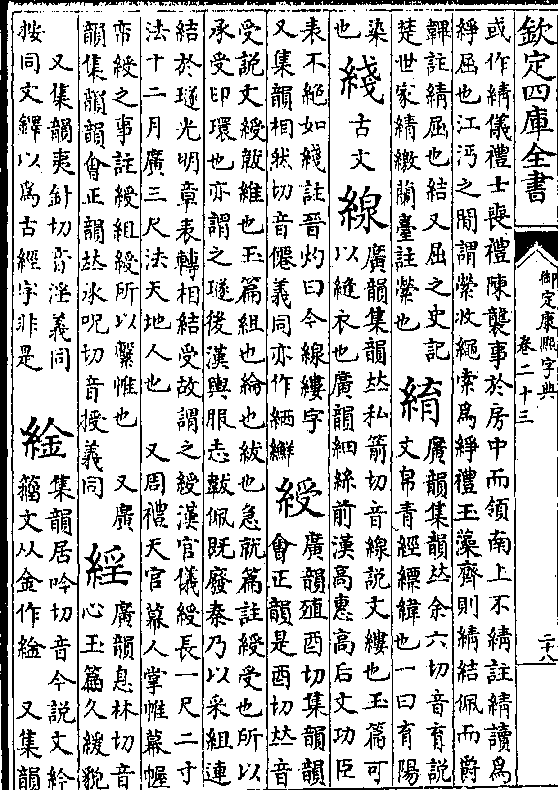 欽定四庫全書
御定康熙字典
卷二十三
二十八
或作綪儀禮士喪禮陳襲事於房中而領南上不綪註綪讀爲
屈也江沔之間謂縈收繩索爲禮玉藻齊則綪結佩而爵
韠註綪屈也結又屈之史記
楚世家綪繳蘭臺註縈也
䋭
廣韻集韻𠀤余六切音育說
文帛青經縹緯也一曰育陽
染
也
綫
古文
線
廣韻集韻𠀤私箭切音線說文縷也玉篇可
以縫衣也廣韻細絲前漢高惠高后文功臣
表不絕如綫註晉灼曰今線縷字
又集韻相然切音僊義同亦作
綬
廣韻殖酉切集韻韻
會正韻是酉切𠀤音
受說文綬韍維也玉篇組也綸也紱也急就篇註綬受也所以
承受印環也亦謂之璲後漢輿服志韍佩既廢秦乃以采組連
結於璲光明章表轉相結受故謂之綬漢官儀綬長一尺二寸
法十二月廣三尺法天地人也　又周禮天官幕人掌帷幕幄
帟綬之事註綬組綬所以繫帷也　又廣
韻集韻韻會正韻𠀤承呪切音授義同
廣韻息林切音
心玉篇久緩貌
又集韻夷針切音淫義同
按同文鐸以爲古經字非是
集韻居吟切音今說文紟
籀文从金作　又集韻